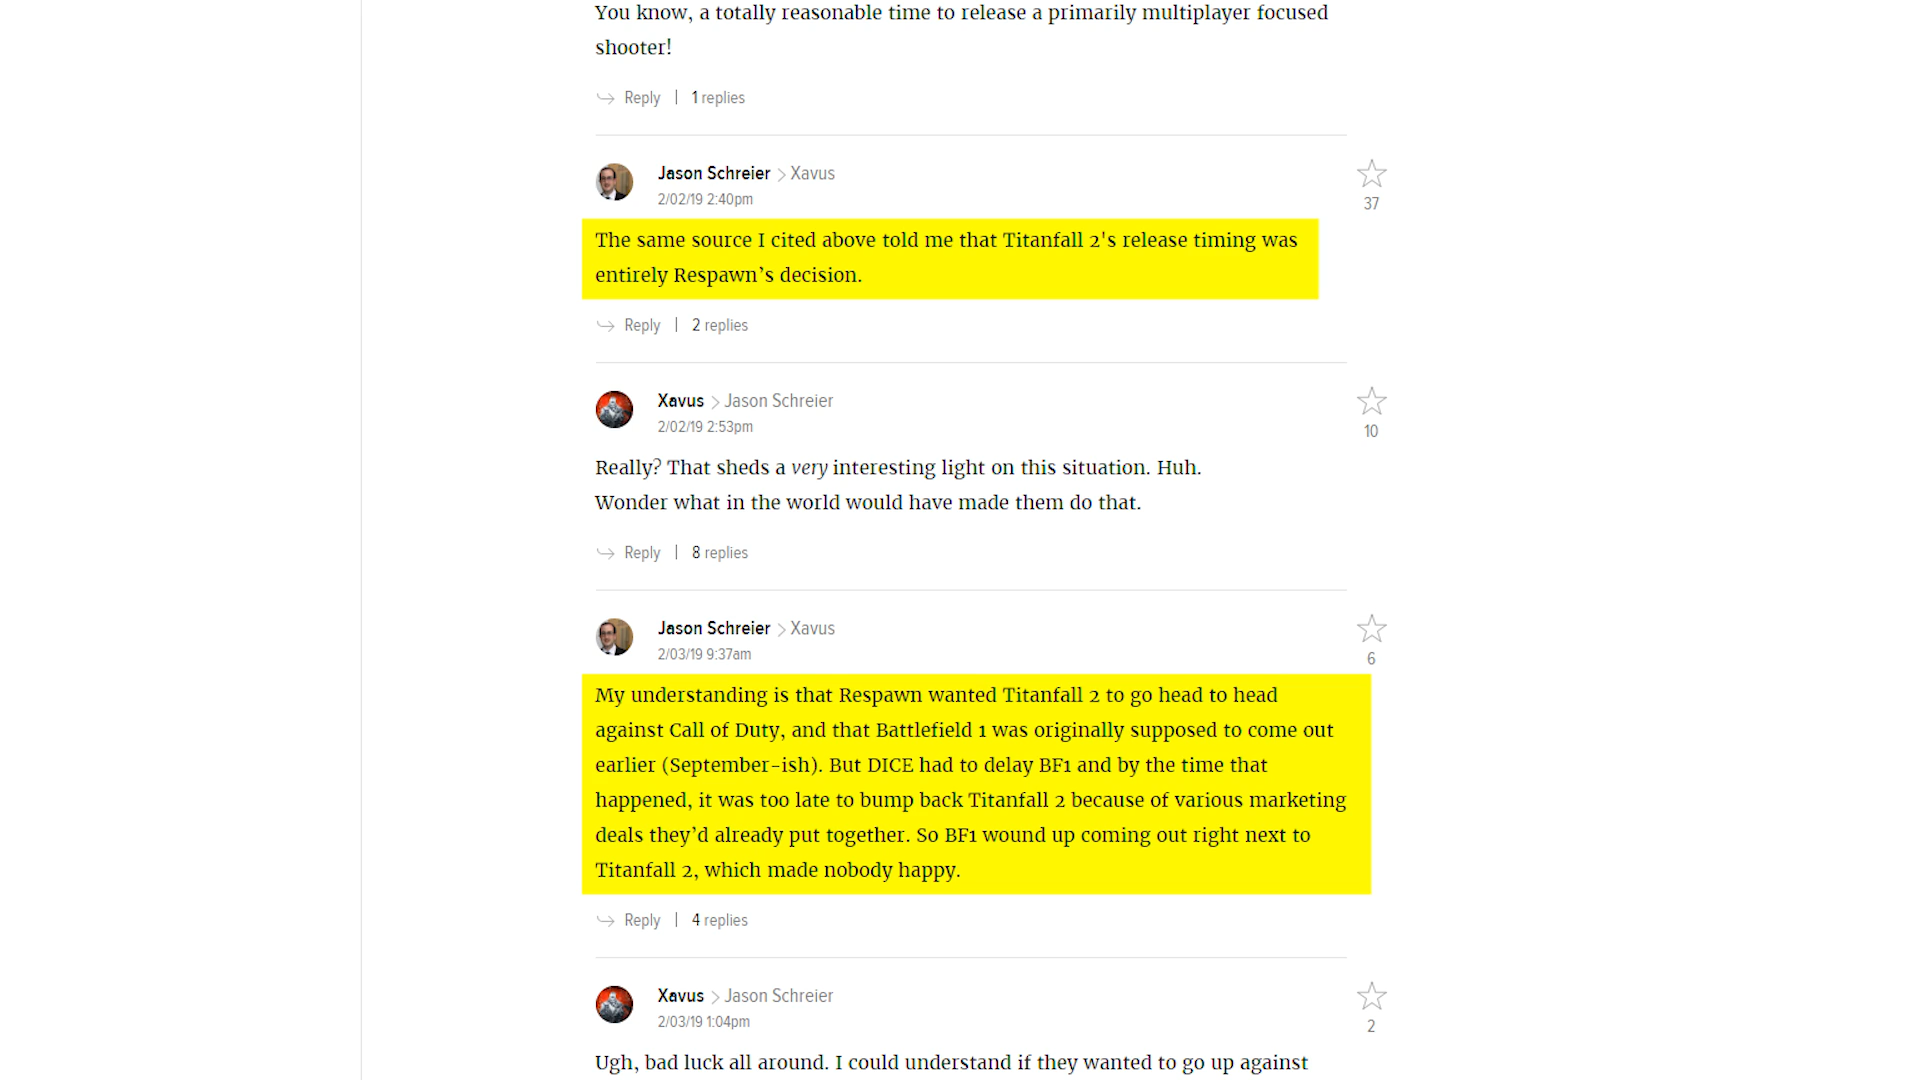 You know, a totally reasonable time to release a primarily multiplayer focused
shooter!
Reply | 1 replies
Jason Schreier > Xavus
2/02/19 2:40pm
37
The same source I cited above told me that Titanfall 2's release timing was
entirely Respawn’s decision.
Reply | 2 replies
Xavus > Jason Schreier
2/02/19 2:53pm
10
Really? That sheds a very interesting light on this situation. Huh.
Wonder what in the world would have made them do that.
Reply | 8 replies
Jason Schreier > Xavus
2/03/19 9:37am
6
My understanding is that Respawn wanted Titanfall 2 to go head to head
against Call of Duty, and that Battlefield 1 was originally supposed to come out
earlier (September-ish). But DICE had to delay BF1 and by the time that
happened, it was too late to bump back Titanfall 2 because of various marketing
deals they’d already put together. So BF1 wound up coming out right next to
Titanfall 2, which made nobody happy.
Reply | 4 replies
Xavus > Jason Schreier
2/03/19 1:04pm
2
Ugh, bad luck all around. I could understand if they wanted to go up against